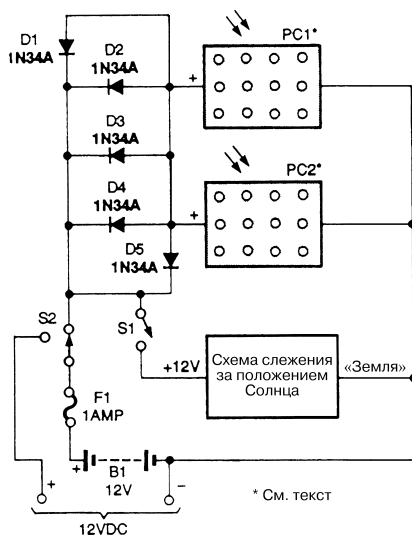 D1
1N34A
D2
1N34A
PC1*
+
D3
1N34A
D4
1N34A
PC2*
+
D5
1N34A
S2
S1
+12V
Схема слежения
за положением
Солнца
«Земля»
F1
1AMP
+
B1
12V
+
−
* См. текст
12VDC